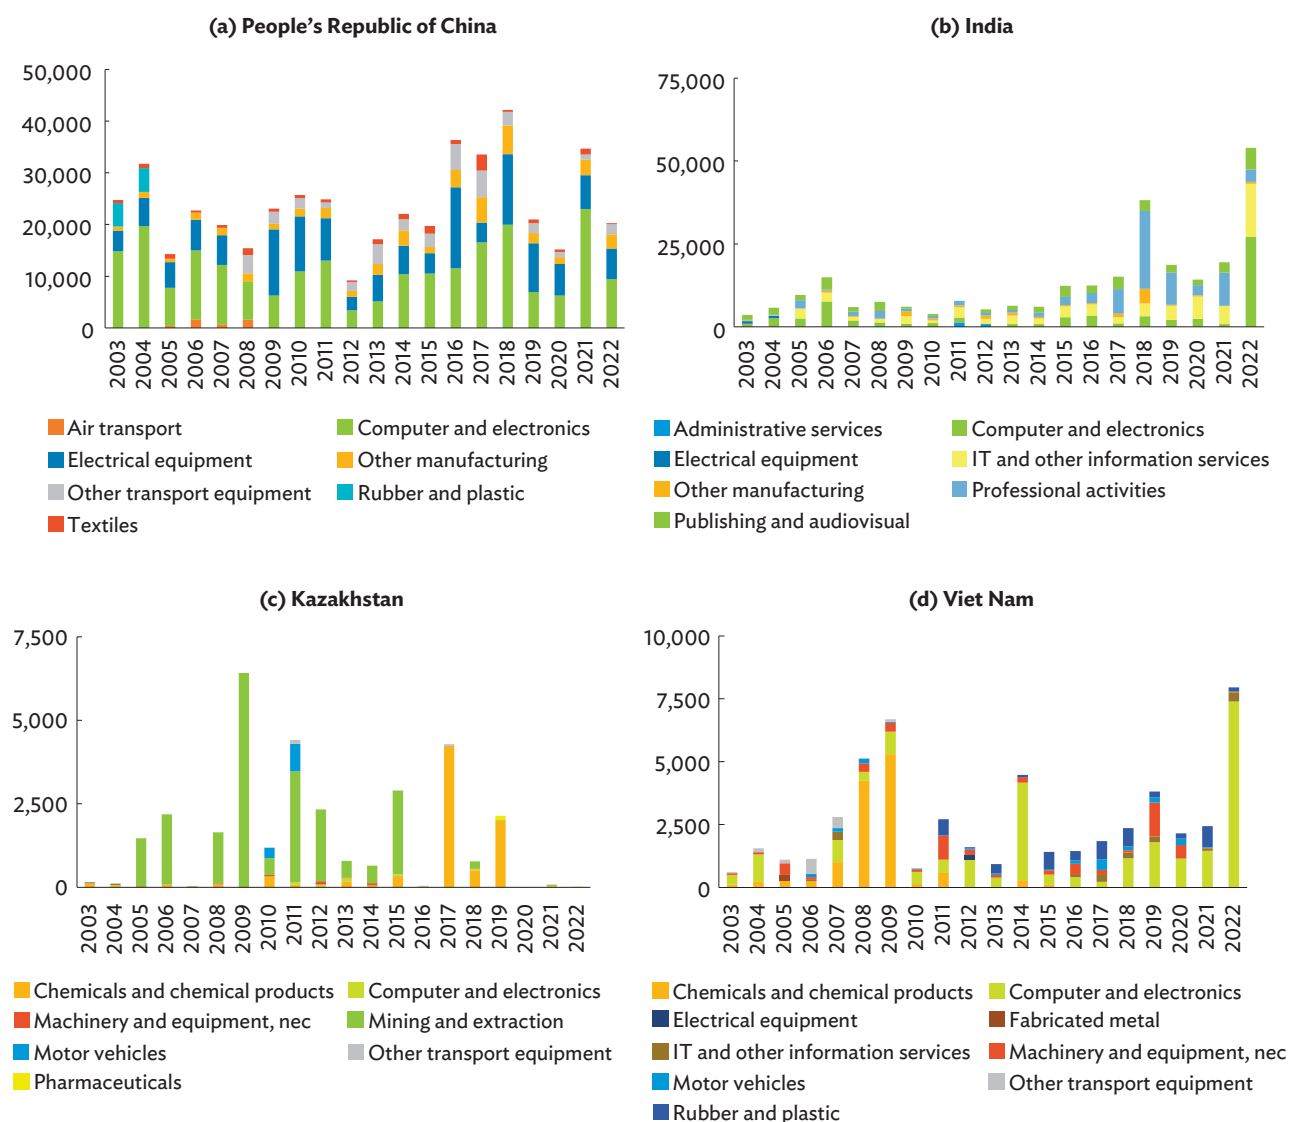 (a) People’s Republic of China
50,000
40,000
30,000
20,000
10,000
0
2003 2004 2005 2006 2007 2008 2009 2010 2011 2012 2013 2014 2015 2016 2017 2018 2019 2020 2021 2022
Air transport
Computer and electronics
Electrical equipment
Other manufacturing
Other transport equipment
Rubber and plastic
Textiles
(b) India
75,000
50,000
25,000
0
2003 2004 2005 2006 2007 2008 2009 2010 2011 2012 2013 2014 2015 2016 2017 2018 2019 2020 2021 2022
Administrative services
Computer and electronics
Electrical equipment
IT and other information services
Other manufacturing
Professional activities
Publishing and audiovisual
(c) Kazakhstan
7,500
5,000
2,500
0
2003 2004 2005 2006 2007 2008 2009 2010 2011 2012 2013 2014 2015 2016 2017 2018 2019 2020 2021 2022
Chemicals and chemical products
Computer and electronics
Machinery and equipment, nec
Mining and extraction
Motor vehicles
Other transport equipment
Pharmaceuticals
(d) Viet Nam
10,000
7,500
5,000
2,500
0
2003 2004 2005 2006 2007 2008 2009 2010 2011 2012 2013 2014 2015 2016 2017 2018 2019 2020 2021 2022
Chemicals and chemical products
Computer and electronics
Electrical equipment
Fabricated metal
IT and other information services
Machinery and equipment, nec
Motor vehicles
Other transport equipment
Rubber and plastic